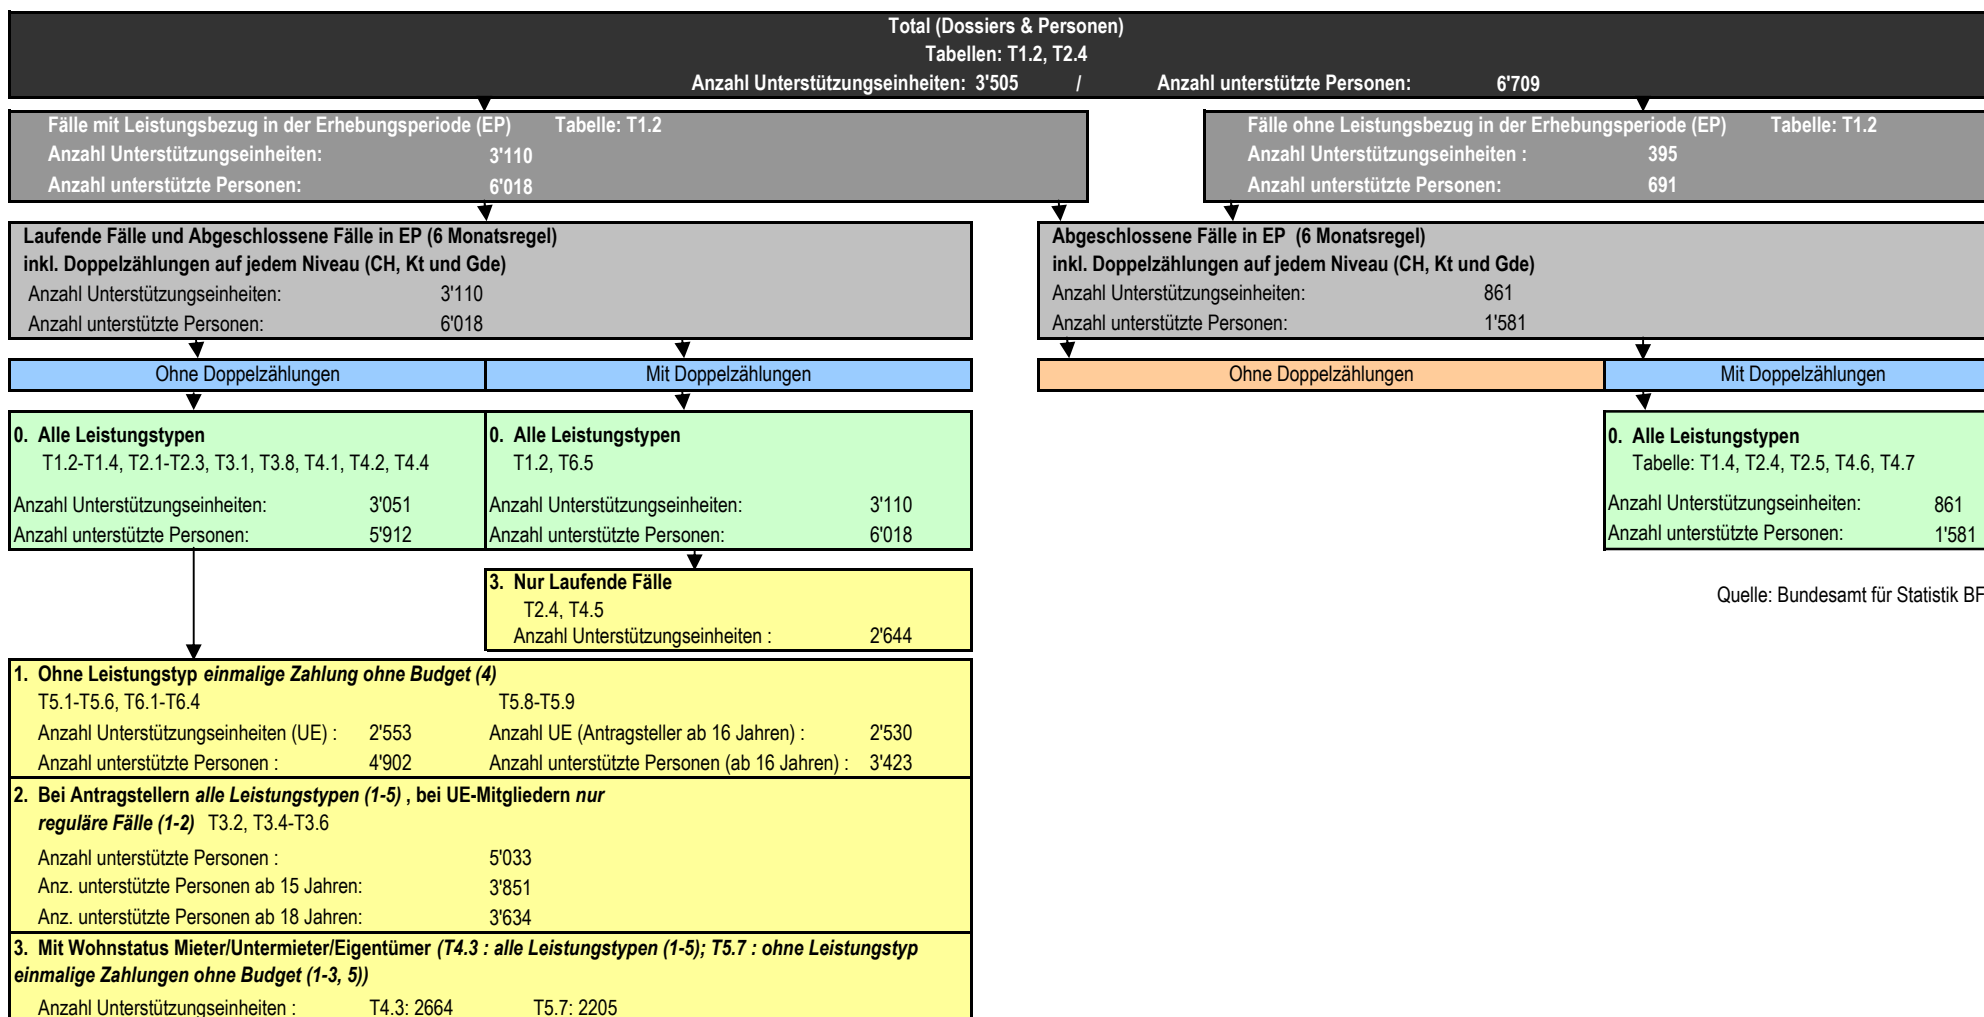 Total (Dossiers & Personen)
Tabellen: T1.2, T2.4
Anzahl Unterstützungseinheiten: 3'505 / Anzahl unterstützte Personen: 6'709
Fälle mit Leistungsbezug in der Erhebungsperiode (EP) Tabelle: T1.2
Anzahl Unterstützungseinheiten: 3'110
Anzahl unterstützte Personen: 6'018
Fälle ohne Leistungsbezug in der Erhebungsperiode (EP) Tabelle: T1.2
Anzahl Unterstützungseinheiten : 395
Anzahl unterstützte Personen: 691
Laufende Fälle und Abgeschlossene Fälle in EP (6 Monatsregel)
inkl. Doppelzählungen auf jedem Niveau (CH, Kt und Gde)
Anzahl Unterstützungseinheiten: 3'110
Anzahl unterstützte Personen: 6'018
Abgeschlossene Fälle in EP (6 Monatsregel)
inkl. Doppelzählungen auf jedem Niveau (CH, Kt und Gde)
Anzahl Unterstützungseinheiten: 861
Anzahl unterstützte Personen: 1'581
Ohne Doppelzählungen
Mit Doppelzählungen
Ohne Doppelzählungen
Mit Doppelzählungen
0. Alle Leistungstypen
T1.2-T1.4, T2.1-T2.3, T3.1, T3.8, T4.1, T4.2, T4.4
Anzahl Unterstützungseinheiten: 3'051
Anzahl unterstützte Personen: 5'912
0. Alle Leistungstypen
T1.2, T6.5
Anzahl Unterstützungseinheiten: 3'110
Anzahl unterstützte Personen: 6'018
0. Alle Leistungstypen
Tabelle: T1.4, T2.4, T2.5, T4.6, T4.7
Anzahl Unterstützungseinheiten: 861
Anzahl unterstützte Personen: 1'581
3. Nur Laufende Fälle
T2.4, T4.5
Anzahl Unterstützungseinheiten : 2'644
Quelle: Bundesamt für Statistik BF
1. Ohne Leistungstyp einmalige Zahlung ohne Budget (4)
T5.1-T5.6, T6.1-T6.4 T5.8-T5.9
Anzahl Unterstützungseinheiten (UE) : 2'553 Anzahl UE (Antragsteller ab 16 Jahren) : 2'530
Anzahl unterstützte Personen : 4'902 Anzahl unterstützte Personen (ab 16 Jahren) : 3'423
2. Bei Antragstellern alle Leistungstypen (1-5) , bei UE-Mitgliedern nur
reguläre Fälle (1-2) T3.2, T3.4-T3.6
Anzahl unterstützte Personen : 5'033
Anz. unterstützte Personen ab 15 Jahren: 3'851
Anz. unterstützte Personen ab 18 Jahren: 3'634
3. Mit Wohnstatus Mieter/Untermieter/Eigentümer (T4.3 : alle Leistungstypen (1-5); T5.7 : ohne Leistungstyp
einmalige Zahlungen ohne Budget (1-3, 5))
Anzahl Unterstützungseinheiten : T4.3: 2664 T5.7: 2205